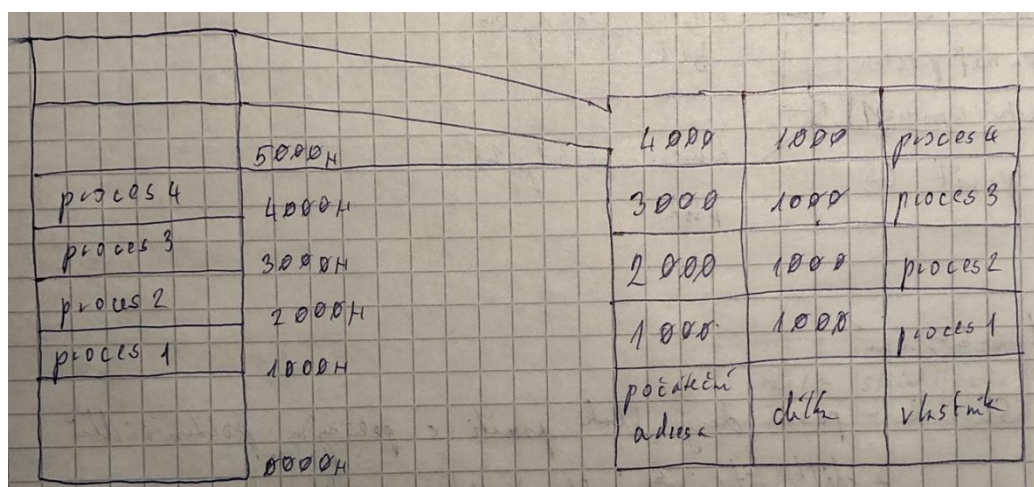 5000H
proces 4
4000H
proces 3
3000H
proces 2
2000H
proces 1
1000H
0000H
4000 1000 proces 4
3000 1000 proces 3
2000 1000 proces 2
1000 1000 proces 1
počáteční délka vlastník
adresa